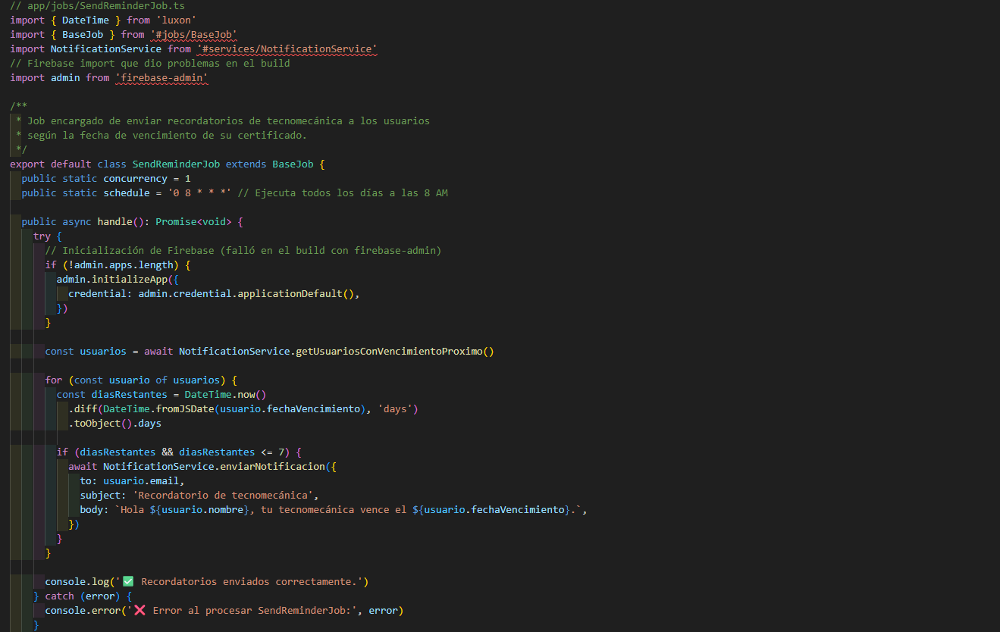 // app/jobs/SendReminderJob.ts
import { DateTime } from 'luxon'
import { BaseJob } from '#jobs/BaseJob'
import NotificationService from '#services/NotificationService'
// Firebase import que dio problemas en el build
import admin from 'firebase-admin'
/**
* Job encargado de enviar recordatorios de tecnomecánica a los usuarios
* según la fecha de vencimiento de su certificado.
*/
export default class SendReminderJob extends BaseJob {
public static concurrency = 1
public static schedule = '0 8 * * *' // Ejecuta todos los días a las 8 AM
public async handle(): Promise<void> {
try {
// Inicialización de Firebase (falló en el build con firebase-admin)
if (!admin.apps.length) {
admin.initializeApp({
credential: admin.credential.applicationDefault(),
})
}
const usuarios = await NotificationService.getUsuariosConVencimientoProximo()
for (const usuario of usuarios) {
const diasRestantes = DateTime.now()
.diff(DateTime.fromJSDate(usuario.fechaVencimiento), 'days')
.toObject().days
if (diasRestantes && diasRestantes <= 7) {
await NotificationService.enviarNotificacion({
to: usuario.email,
subject: 'Recordatorio de tecnomecánica',
body: `Hola ${usuario.nombre}, tu tecnomecánica vence el ${usuario.fechaVencimiento}.`,
})
}
}
console.log('✅ Recordatorios enviados correctamente.')
} catch (error) {
console.error('❌ Error al procesar SendReminderJob:', error)
}